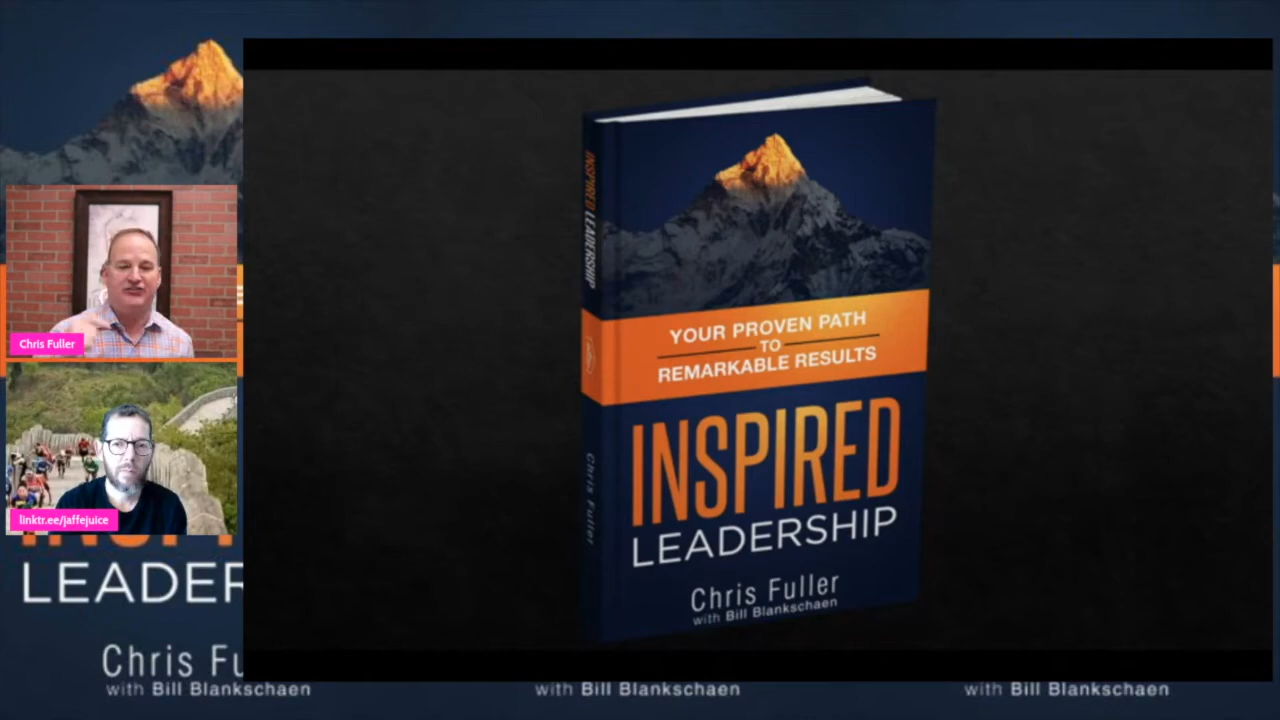 Chris Fuller
linktr.ee/jaffejuice
LEADER
Chris Fu
with Bill Blankschaen
with Bill Blankschaen
with Bill Blankschaen
INSPIRED LEADERSHIP
Chris Fuller
YOUR PROVEN PATH
TO
REMARKABLE RESULTS
INSPIRED
LEADERSHIP
Chris Fuller
with Bill Blankschaen